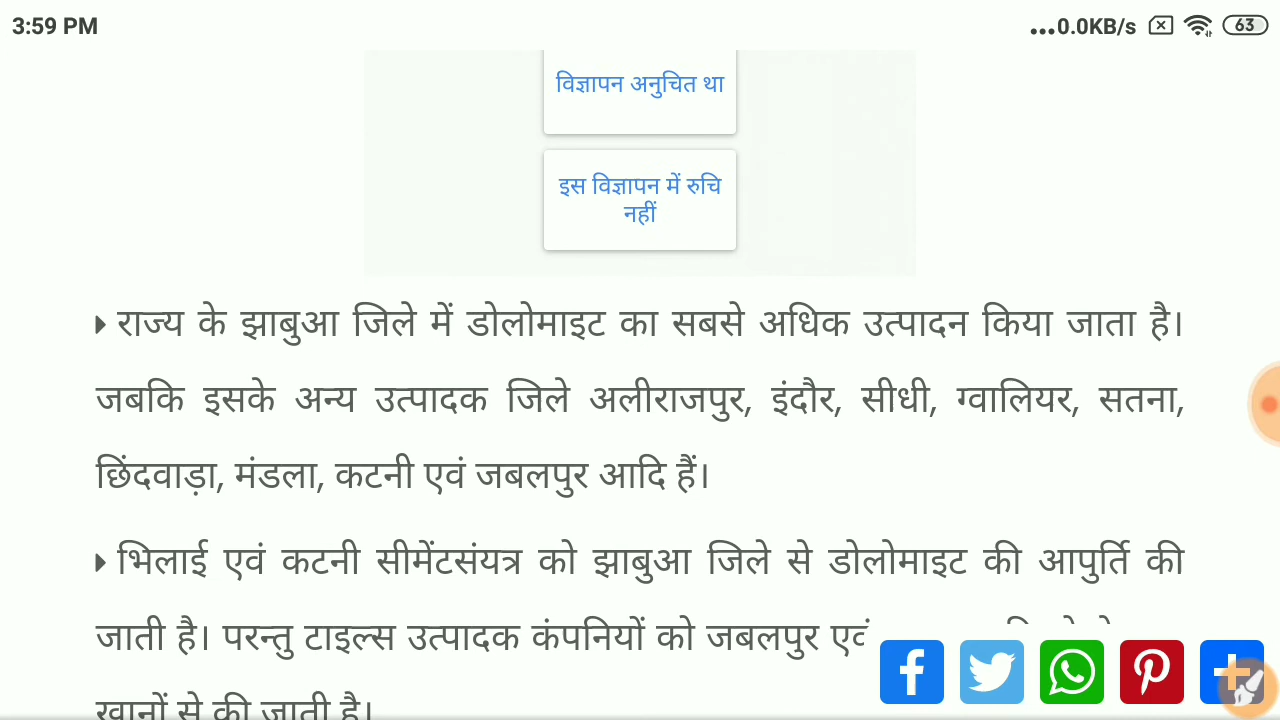 3:59 PM
...0.0KB/s 63
विज्ञापन अनुचित था
इस विज्ञापन में रुचि
नहीं
राज्य के झाबुआ जिले में डोलोमाइट का सबसे अधिक उत्पादन किया जाता है।
जबकि इसके अन्य उत्पादक जिले अलीराजपुर, इंदौर, सीधी, ग्वालियर, सतना,
छिंदवाड़ा, मंडला, कटनी एवं जबलपुर आदि हैं।
भिलाई एवं कटनी सीमेंटसंयत्र को झाबुआ जिले से डोलोमाइट की आपुर्ति की
जाती है। परन्तु टाइल्स उत्पादक कंपनियों को जबलपुर एवं
खानों से की जाती है।